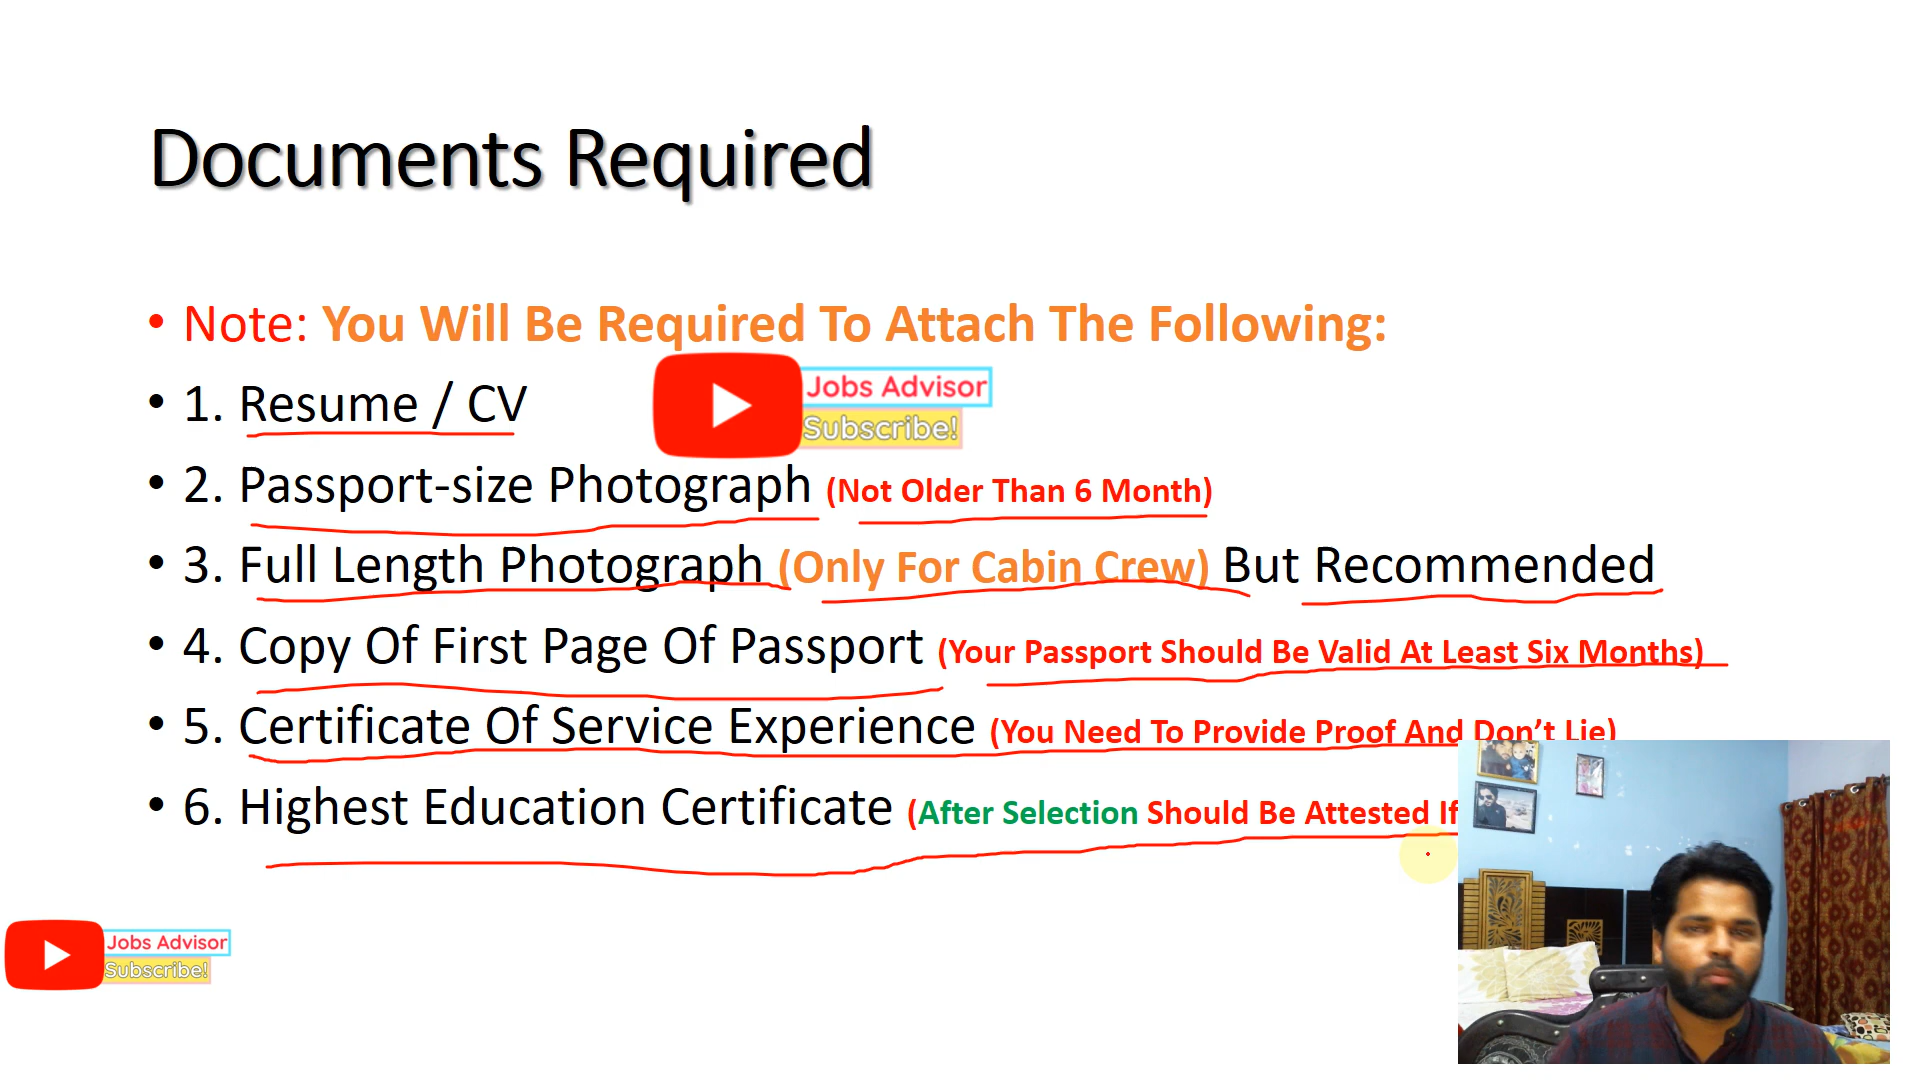 Documents Required
• Note: You Will Be Required To Attach The Following:
• 1. Resume / CV
Jobs Advisor
Subscribe!
• 2. Passport-size Photograph (Not Older Than 6 Month)
• 3. Full Length Photograph (Only For Cabin Crew) But Recommended
• 4. Copy Of First Page Of Passport (Your Passport Should Be Valid At Least Six Months)
• 5. Certificate Of Service Experience (You Need To Provide Proof And Don’t Lie)
• 6. Highest Education Certificate (After Selection Should Be Attested If
Jobs Advisor
Subscribe!